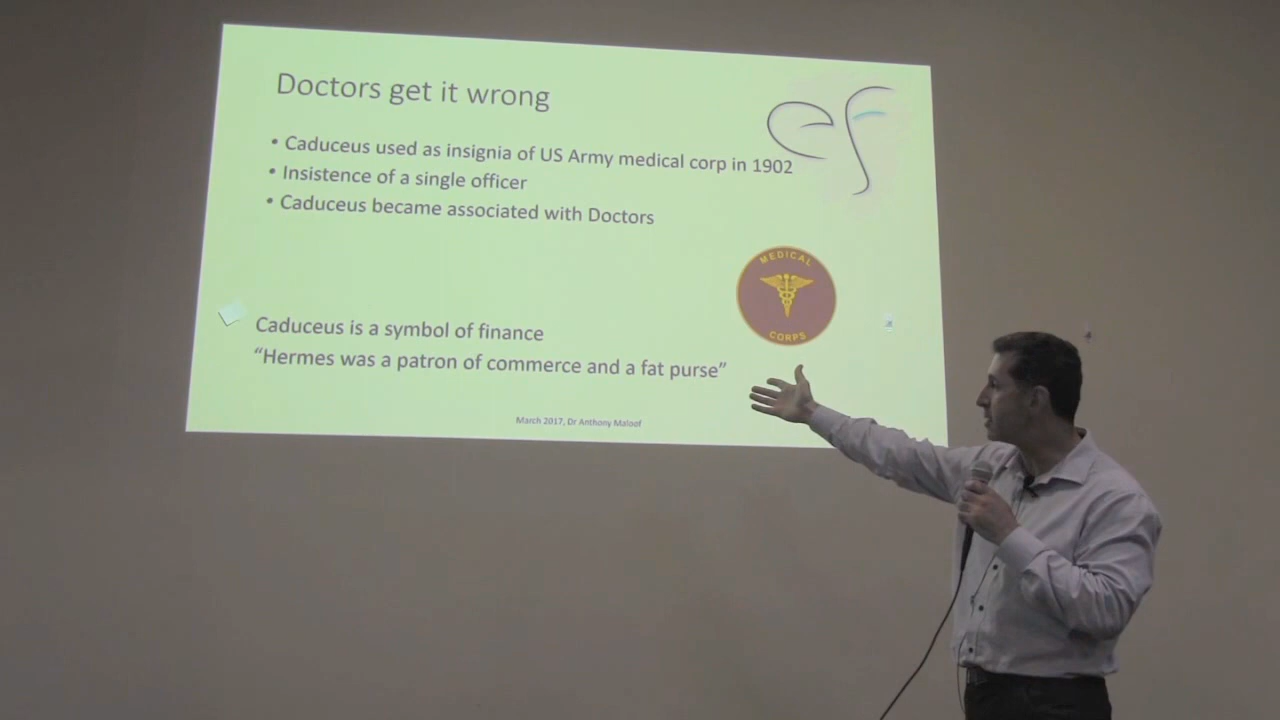 Doctors get it wrong
ef
• Caduceus used as insignia of US Army medical corp in 1902
• Insistence of a single officer
• Caduceus became associated with Doctors
MEDICAL
CORPS
Caduceus is a symbol of finance
“Hermes was a patron of commerce and a fat purse”
March 2017, Dr Anthony Maloof